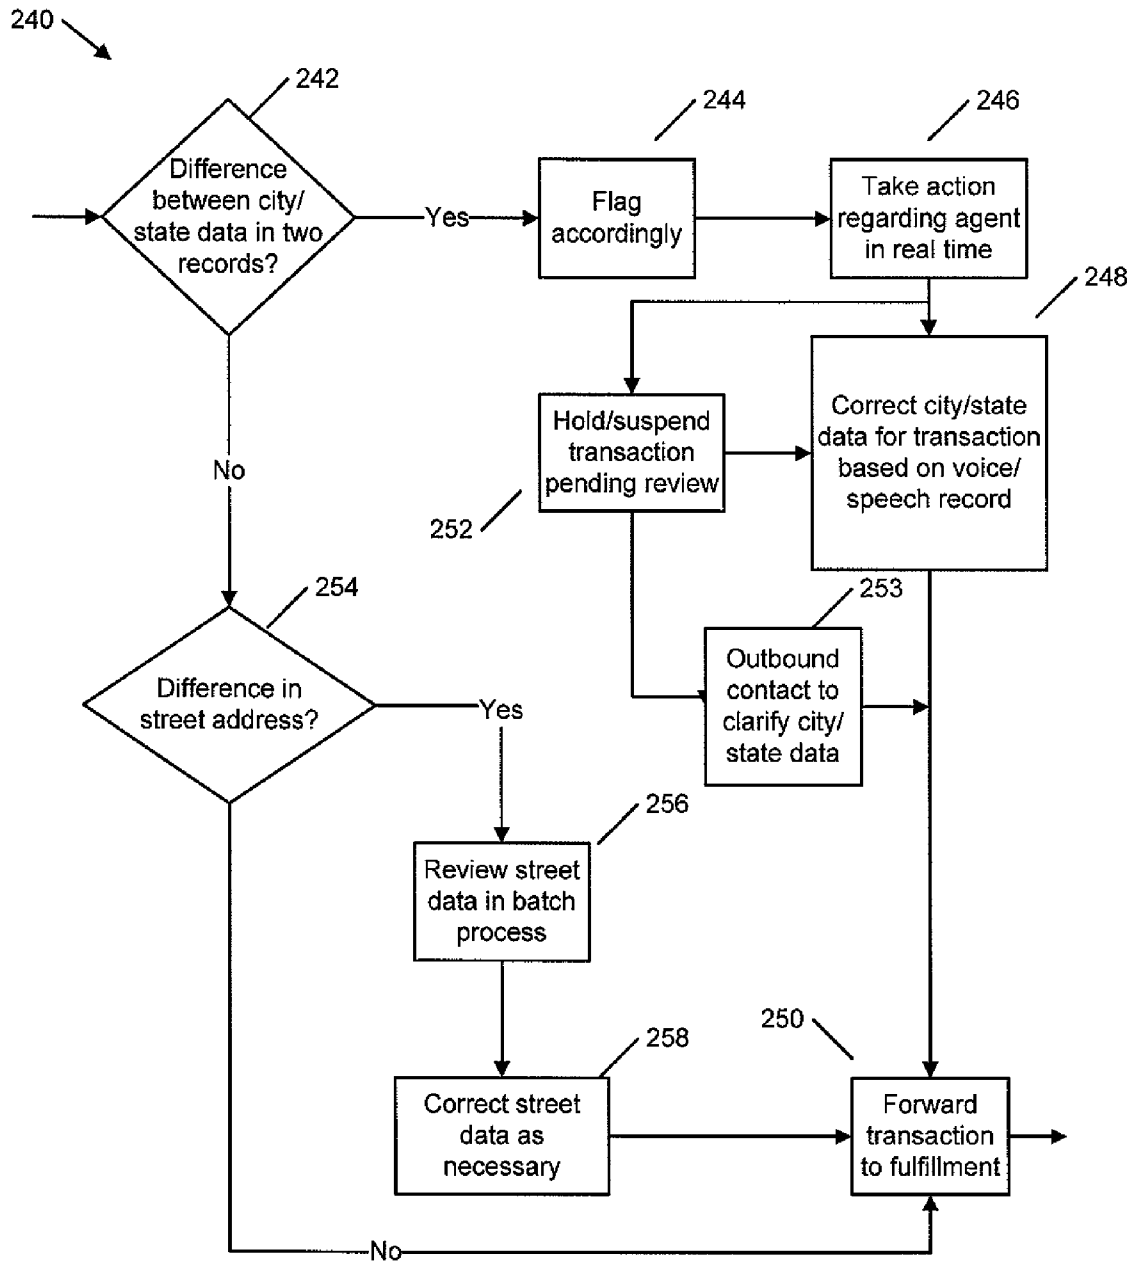 240
242
Difference
between city/
state data in two
records?
Yes
244
Flag
accordingly
246
Take action
regarding agent
in real time
248
Correct city/state
data for transaction
based on voice/
speech record
Hold/suspend
transaction
pending review
252
No
253
Outbound
contact to
clarify city/
state data
254
Difference in
street address?
Yes
256
Review street
data in batch
process
258
Correct street
data as
necessary
250
Forward
transaction
to fulfillment
No